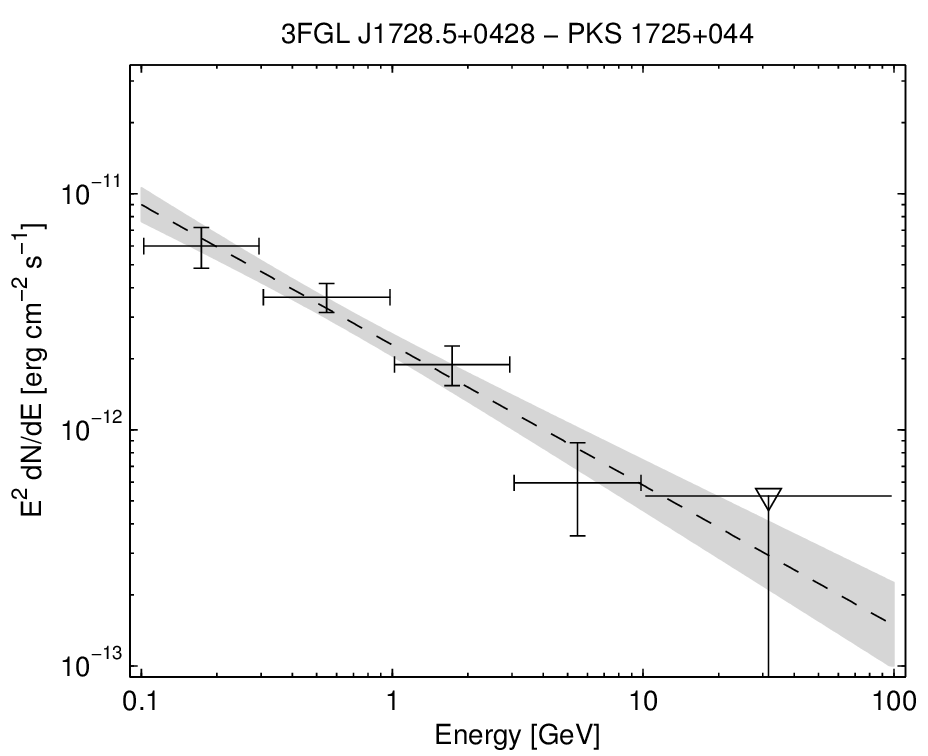 3FGL J1728.5+0428 − PKS 1725+044
E² dN/dE [erg cm⁻² s⁻¹]
10⁻¹¹
10⁻¹²
10⁻¹³
0.1 1 10 100
Energy [GeV]